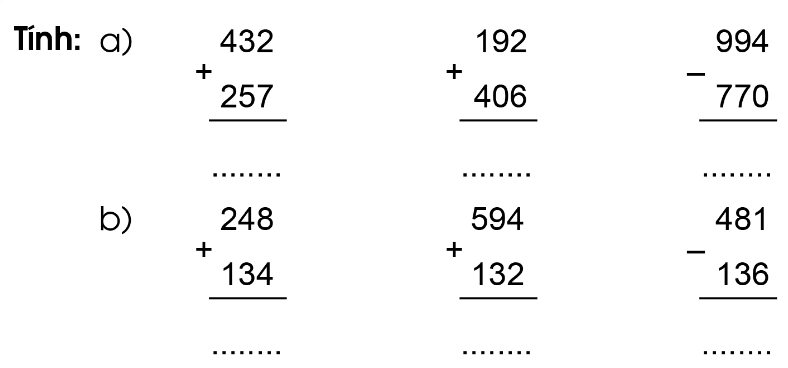 Tính: a) 432 192 994
+ + –
257 406 770
........ ........ ........
b) 248 594 481
+ + –
134 132 136
........ ........ ........